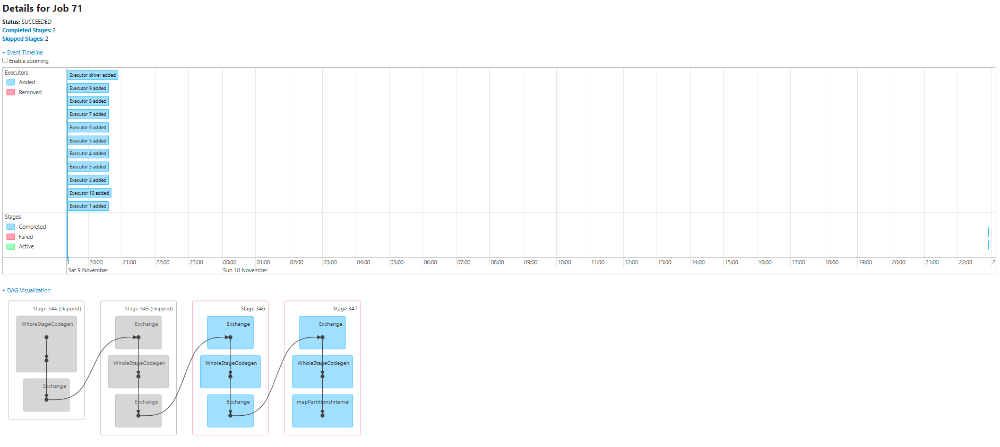 Details for Job 71
Status: SUCCEEDED
Completed Stages: 2
Skipped Stages: 2
Event Timeline
Enable zooming
Executors
Added
Removed
Executor driver added
Executor 9 added
Executor 8 added
Executor 7 added
Executor 6 added
Executor 5 added
Executor 4 added
Executor 3 added
Executor 2 added
Executor 10 added
Executor 1 added
Stages
Completed
Failed
Active
0 20:00 21:00 22:00 23:00 00:00 01:00 02:00 03:00 04:00 05:00 06:00 07:00 08:00 09:00 10:00 11:00 12:00 13:00 14:00 15:00 16:00 17:00 18:00 19:00 20:00 21:00 22:00 2
Sat 9 November Sun 10 November
DAG Visualization
Stage 344 (skipped)
WholeStageCodegen
Exchange
Stage 345 (skipped)
Exchange
WholeStageCodegen
Exchange
Stage 346
Exchange
WholeStageCodegen
Exchange
Stage 347
Exchange
WholeStageCodegen
mapPartitionsInternal